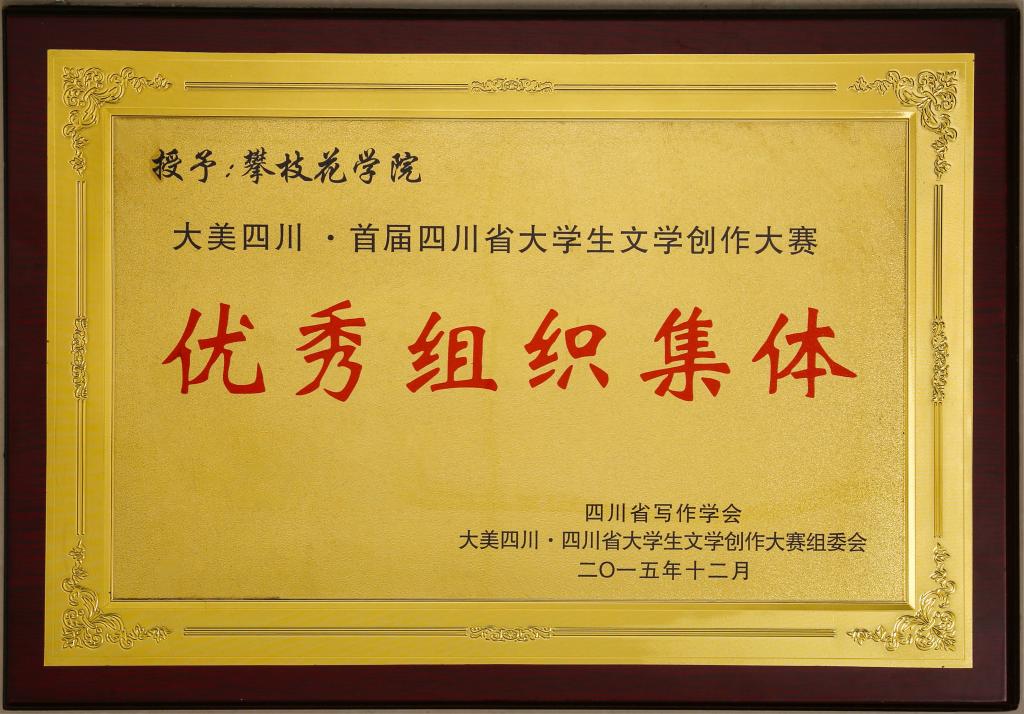 授予:攀枝花学院
大美四川·首届四川省大学生文学创作大赛
优秀组织集体
四川省写作学会
大美四川·四川省大学生文学创作大赛组委会
二〇一五年十二月